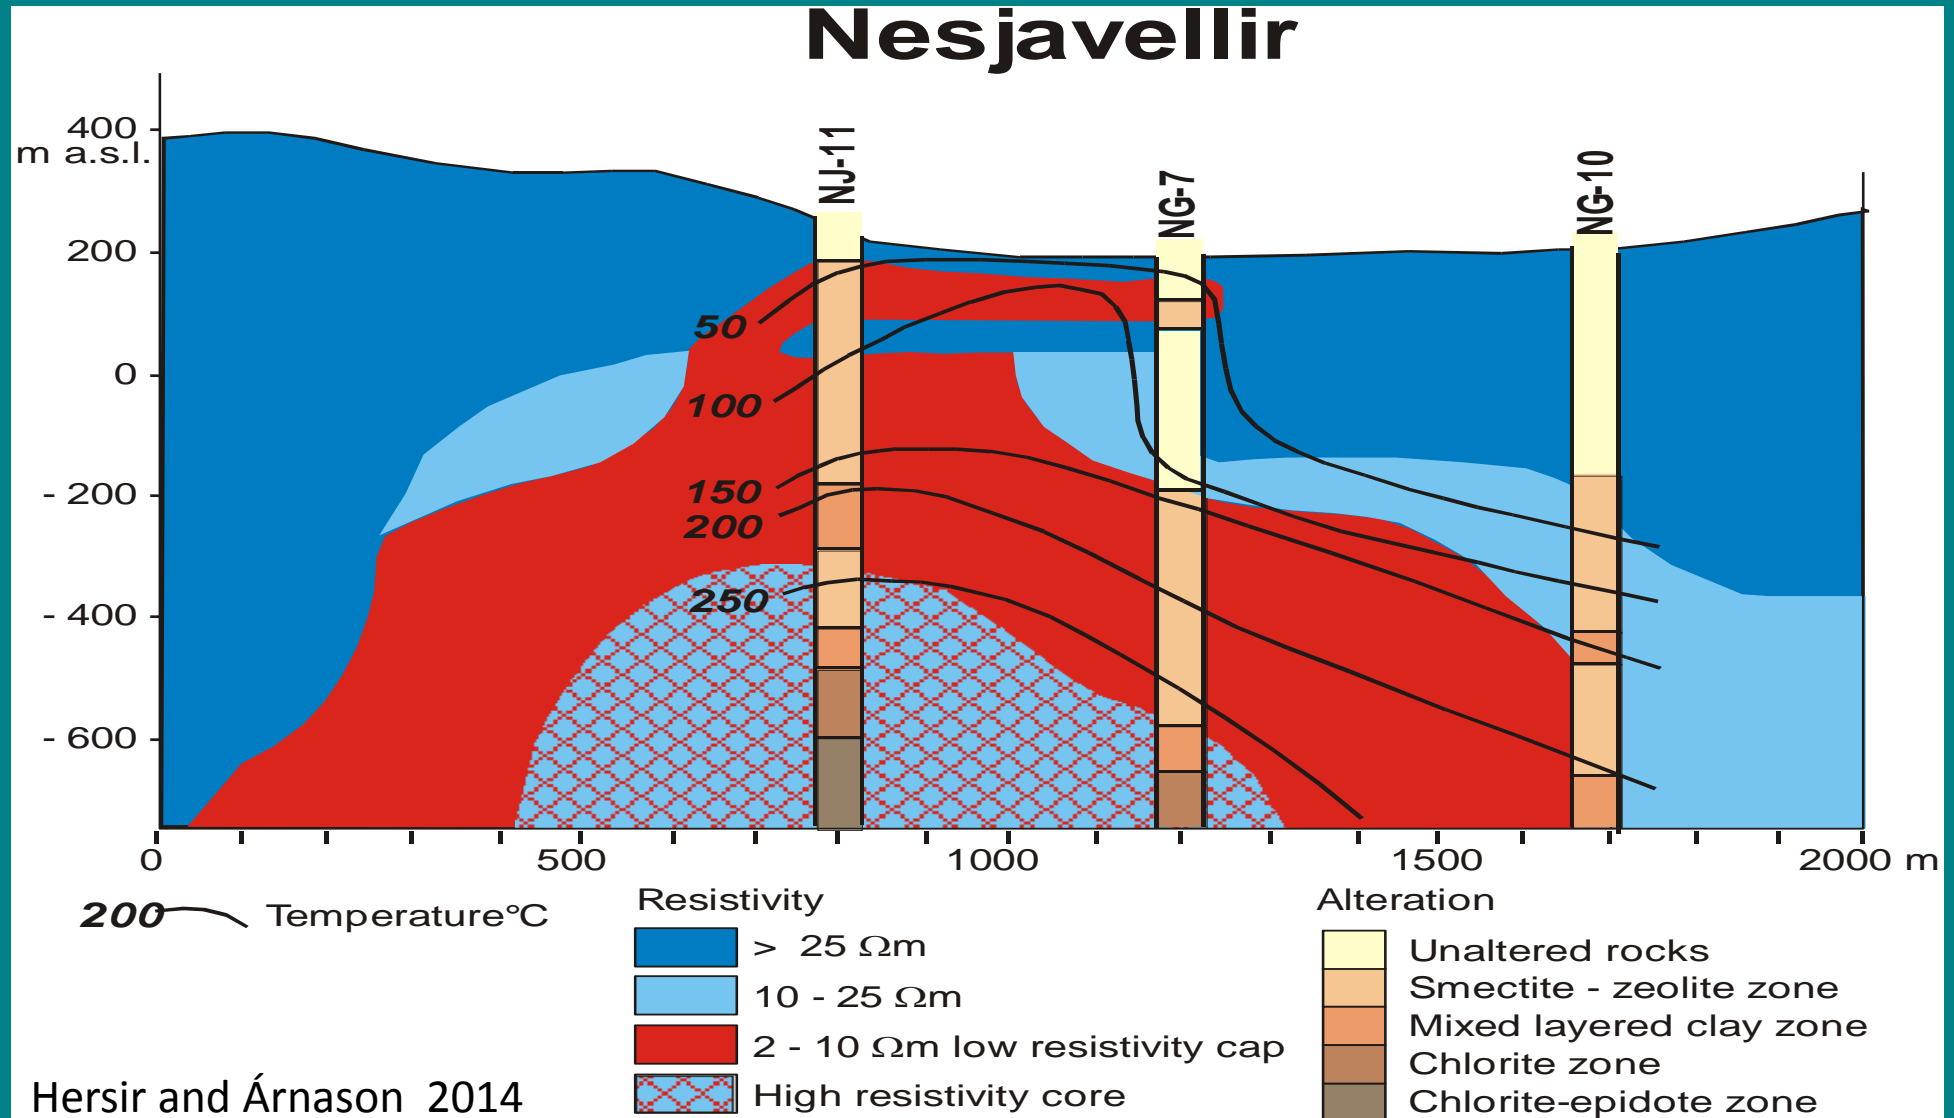 Nesjavellir
400
m a.s.l.
200
0
- 200
- 400
- 600
NJ-11
NG-7
NG-10
50
100
150
200
250
0 500 1000 1500 2000 m
200 Temperature°C
Resistivity
> 25 Ωm
10 - 25 Ωm
2 - 10 Ωm low resistivity cap
High resistivity core
Alteration
Unaltered rocks
Smectite - zeolite zone
Mixed layered clay zone
Chlorite zone
Chlorite-epidote zone
Hersir and Árnason 2014